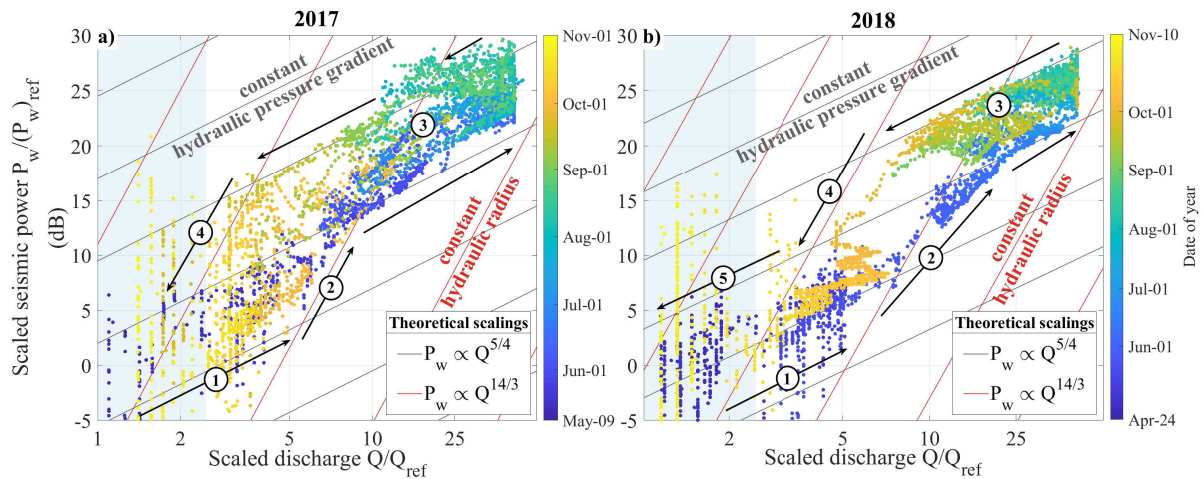 2017
a)
Scaled seismic power P_w/(P_w)_ref
(dB)
30
25
20
15
10
5
0
-5
constant
hydraulic pressure gradient
constant
hydraulic radius
1
2
3
4
Theoretical scalings
P_w ∝ Q^5/4
P_w ∝ Q^14/3
1
2
5
10
25
Scaled discharge Q/Q_ref
Nov-01
Oct-01
Sep-01
Aug-01
Jul-01
Jun-01
May-09
2018
b)
30
25
20
15
10
5
0
-5
constant
hydraulic pressure gradient
constant
hydraulic radius
1
2
3
4
5
Theoretical scalings
P_w ∝ Q^5/4
P_w ∝ Q^14/3
1
2
5
10
25
Scaled discharge Q/Q_ref
Nov-10
Oct-01
Sep-01
Aug-01
Jul-01
Jun-01
Apr-24
Date of year